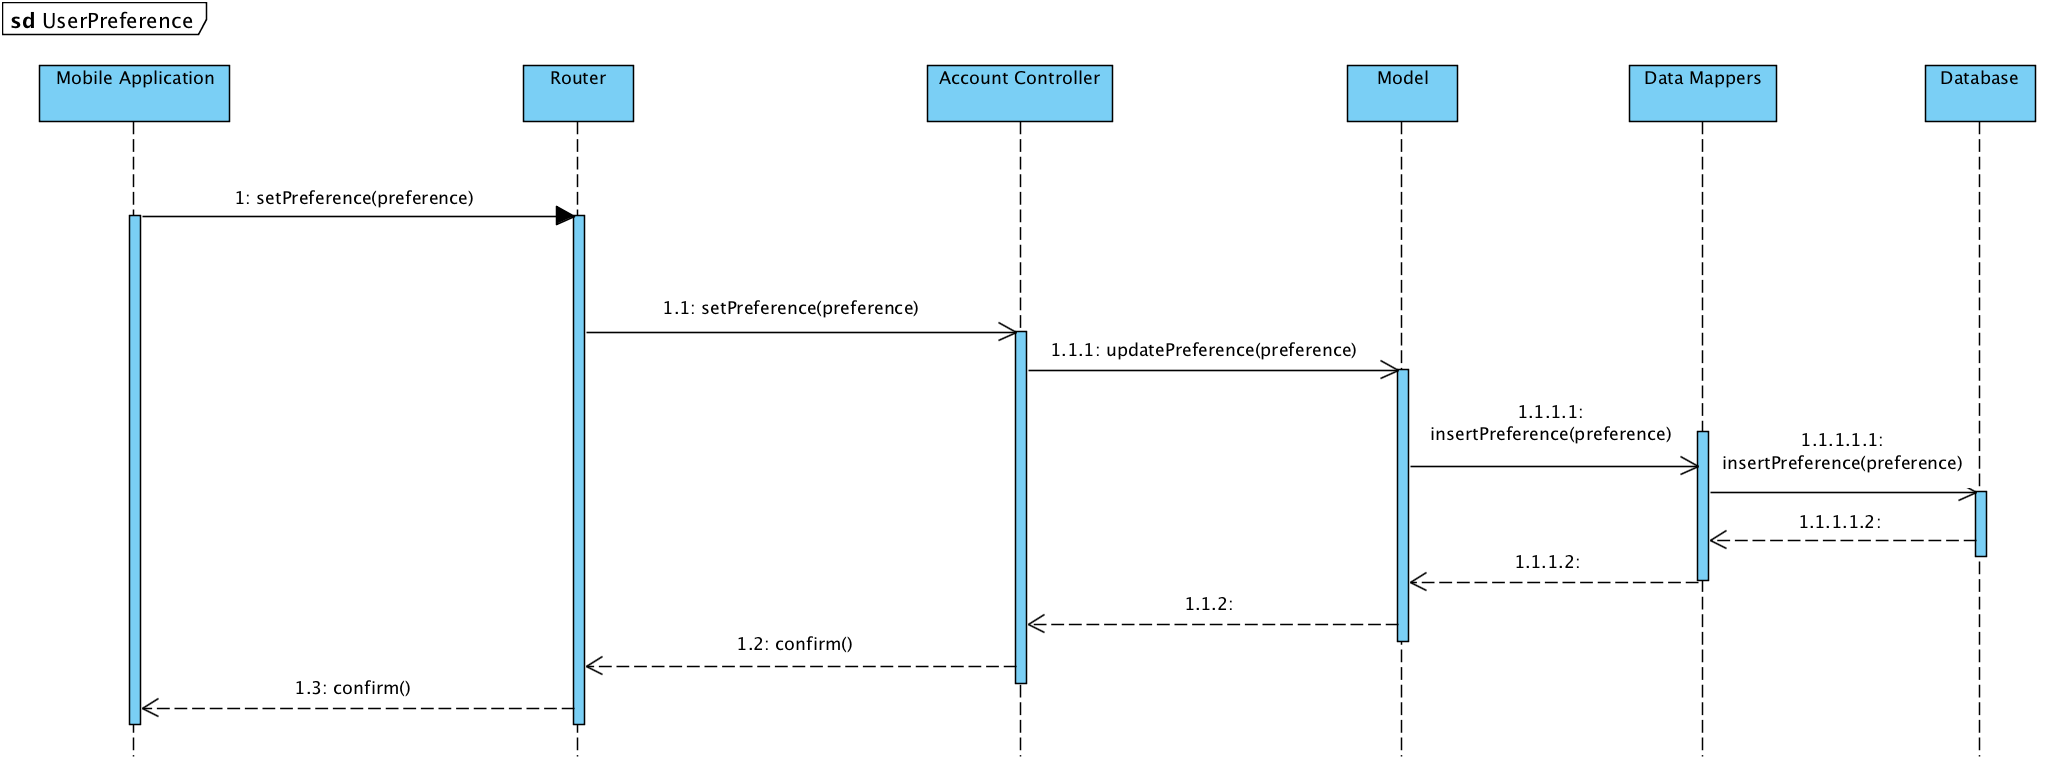 sd UserPreference
Mobile Application
Router
Account Controller
Model
Data Mappers
Database
1: setPreference(preference)
1.1: setPreference(preference)
1.1.1: updatePreference(preference)
1.1.1.1:
insertPreference(preference)
1.1.1.1.1:
insertPreference(preference)
1.1.1.1.2:
1.1.1.2:
1.1.2:
1.2: confirm()
1.3: confirm()